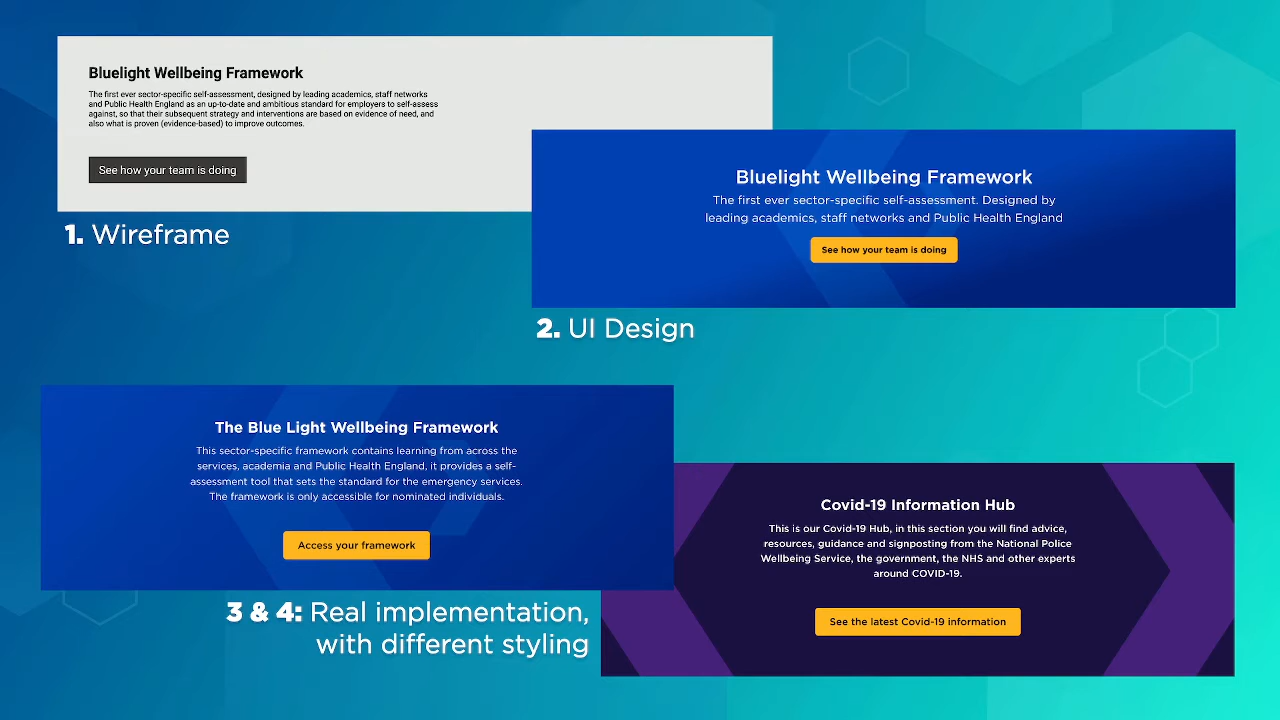 Bluelight Wellbeing Framework
The first ever sector-specific self-assessment, designed by leading academics, staff networks
and Public Health England as an up-to-date and ambitious standard for employers to self-assess
against, so that their subsequent strategy and interventions are based on evidence of need, and
also what is proven (evidence-based) to improve outcomes.
See how your team is doing
1. Wireframe
Bluelight Wellbeing Framework
The first ever sector-specific self-assessment. Designed by
leading academics, staff networks and Public Health England
See how your team is doing
2. UI Design
The Blue Light Wellbeing Framework
This sector-specific framework contains learning from across the
services, academia and Public Health England, it provides a self-
assessment tool that sets the standard for the emergency services.
The framework is only accessible for nominated individuals.
Access your framework
3 & 4: Real implementation,
with different styling
Covid-19 Information Hub
This is our Covid-19 Hub, in this section you will find advice,
resources, guidance and signposting from the National Police
Wellbeing Service, the government, the NHS and other experts
around COVID-19.
See the latest Covid-19 information